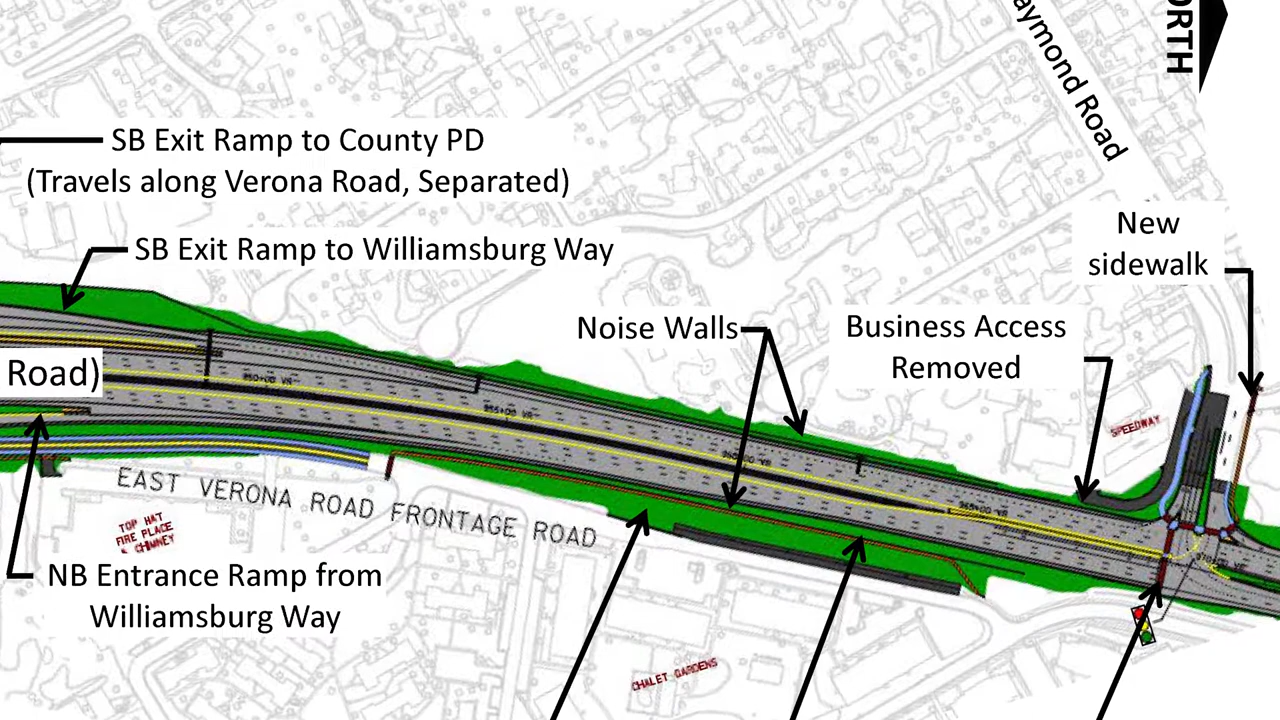 ORTH
aymond Road
SB Exit Ramp to County PD
(Travels along Verona Road, Separated)
New
sidewalk
SB Exit Ramp to Williamsburg Way
Noise Walls
Business Access
Removed
Road)
SPEEDWAY
EAST VERONA ROAD FRONTAGE ROAD
TOP HAT
FIRE PLACE
& CHIMNEY
NB Entrance Ramp from
Williamsburg Way
CHALET GARDENS